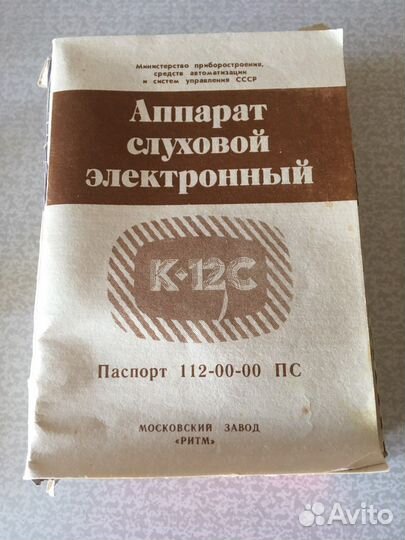 Министерство приборостроения,
средств автоматизации
и систем управления СССР
Аппарат
слуховой
электронный
К·12С
Паспорт 112-00-00 ПС
МОСКОВСКИЙ ЗАВОД
«РИТМ»
Avito